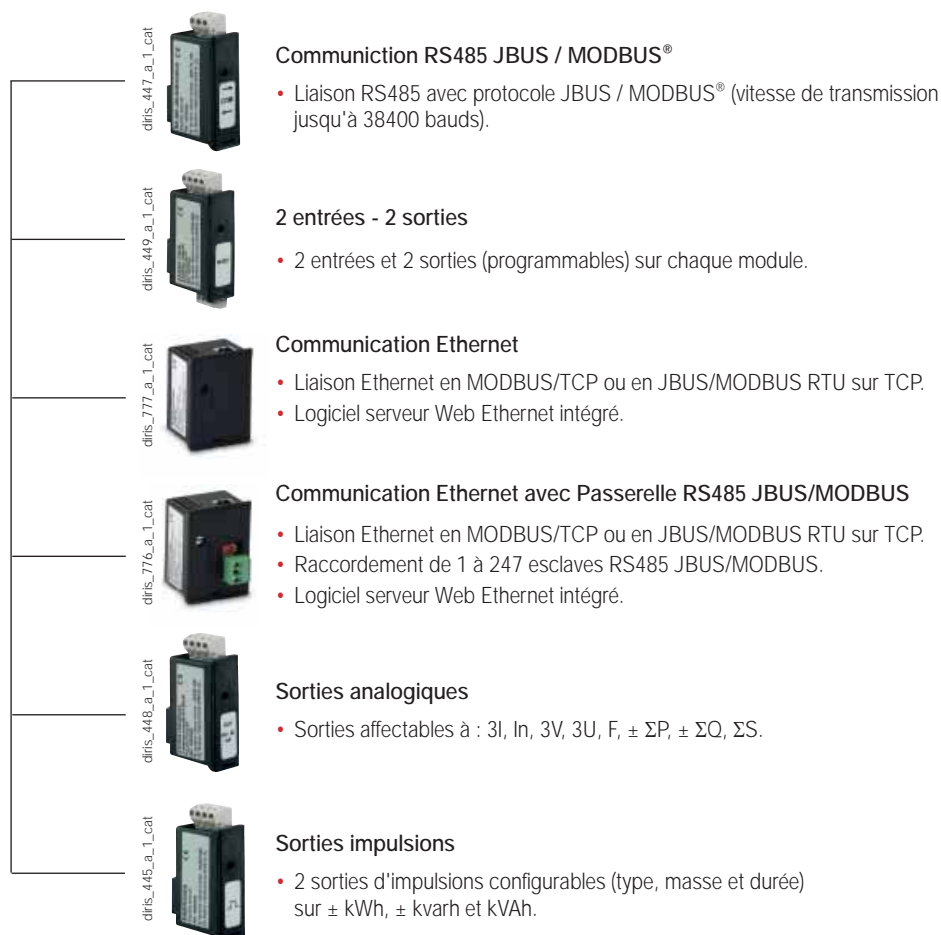 diris_447_a_1_cat
Communiction RS485 JBUS / MODBUS®
• Liaison RS485 avec protocole JBUS / MODBUS® (vitesse de transmission
jusqu'à 38400 bauds).
diris_449_a_1_cat
2 entrées - 2 sorties
• 2 entrées et 2 sorties (programmables) sur chaque module.
diris_777_a_1_cat
Communication Ethernet
• Liaison Ethernet en MODBUS/TCP ou en JBUS/MODBUS RTU sur TCP.
• Logiciel serveur Web Ethernet intégré.
diris_776_a_1_cat
Communication Ethernet avec Passerelle RS485 JBUS/MODBUS
• Liaison Ethernet en MODBUS/TCP ou en JBUS/MODBUS RTU sur TCP.
• Raccordement de 1 à 247 esclaves RS485 JBUS/MODBUS.
• Logiciel serveur Web Ethernet intégré.
diris_448_a_1_cat
Sorties analogiques
• Sorties affectables à : 3I, In, 3V, 3U, F, ± ΣP, ± ΣQ, ΣS.
diris_445_a_1_cat
Sorties impulsions
• 2 sorties d'impulsions configurables (type, masse et durée)
sur ± kWh, ± kvarh et kVAh.